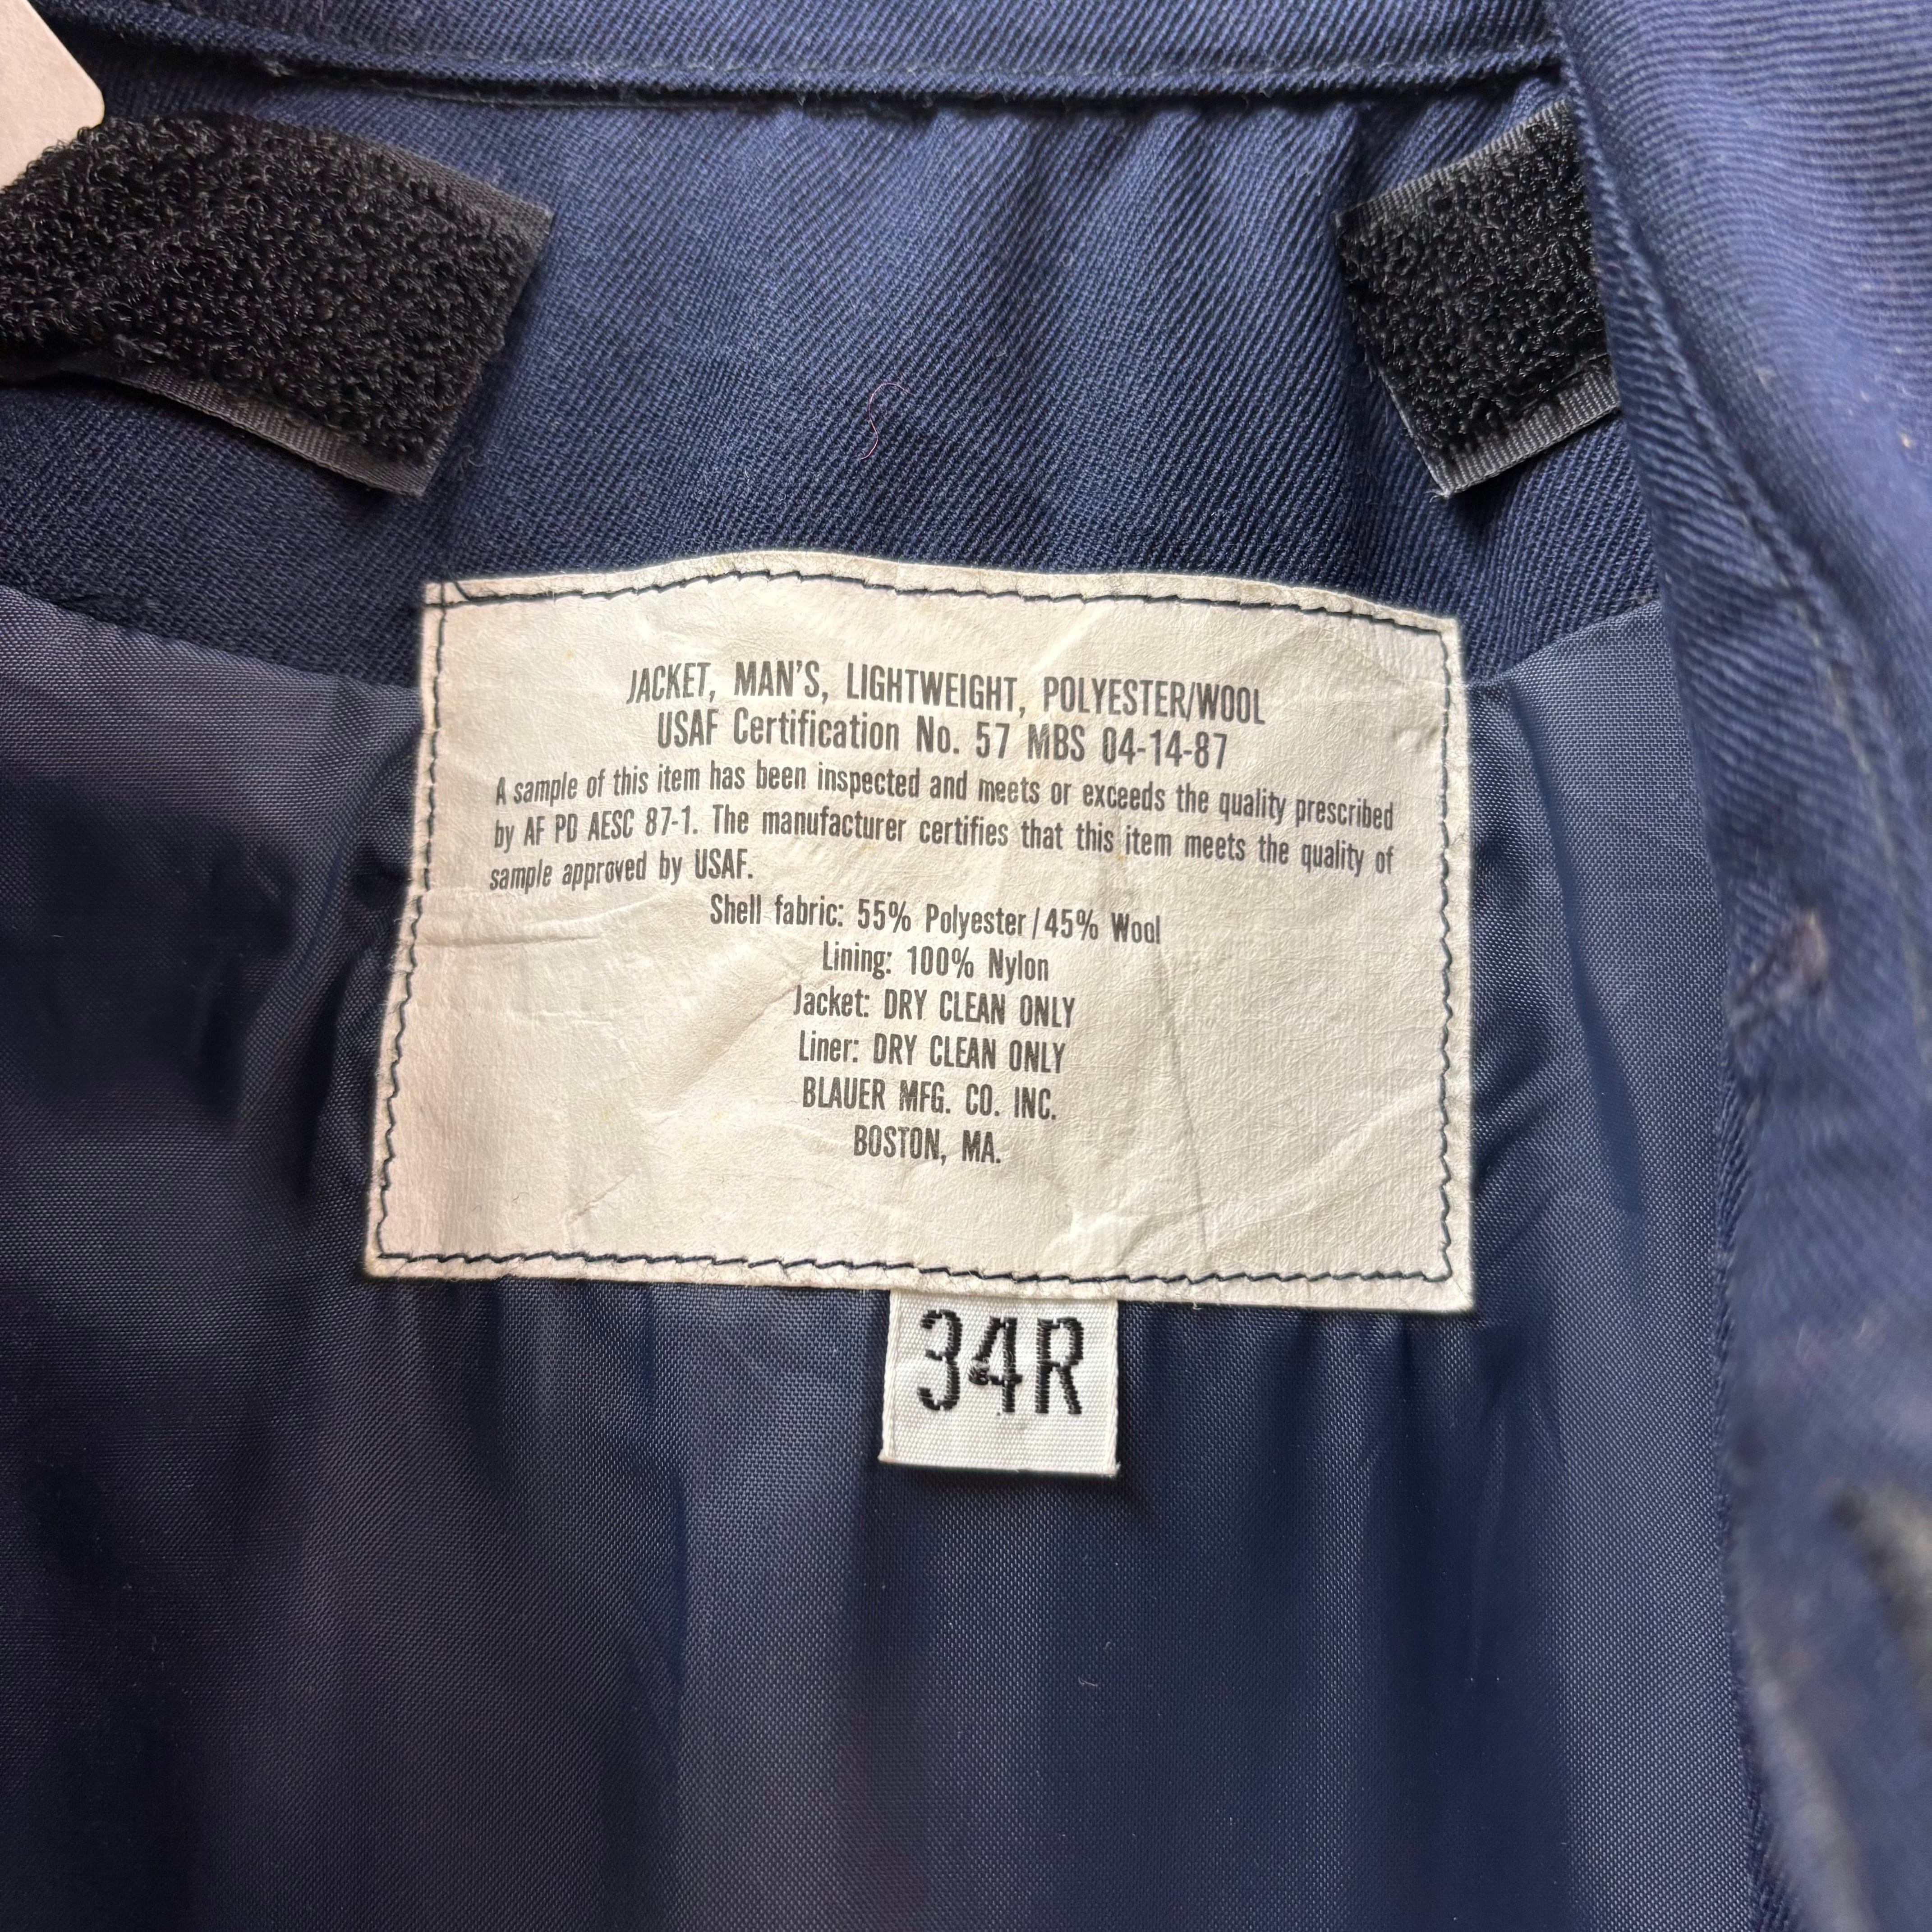 JACKET, MAN'S, LIGHTWEIGHT, POLYESTER/WOOL
USAF Certification No. 57 MBS 04-14-87
A sample of this item has been inspected and meets or exceeds the quality prescribed
by AF PD AESC 87-1. The manufacturer certifies that this item meets the quality of
sample approved by USAF.
Shell fabric: 55% Polyester/45% Wool
Lining: 100% Nylon
Jacket: DRY CLEAN ONLY
Liner: DRY CLEAN ONLY
BLAUER MFG. CO. INC.
BOSTON, MA.
34R